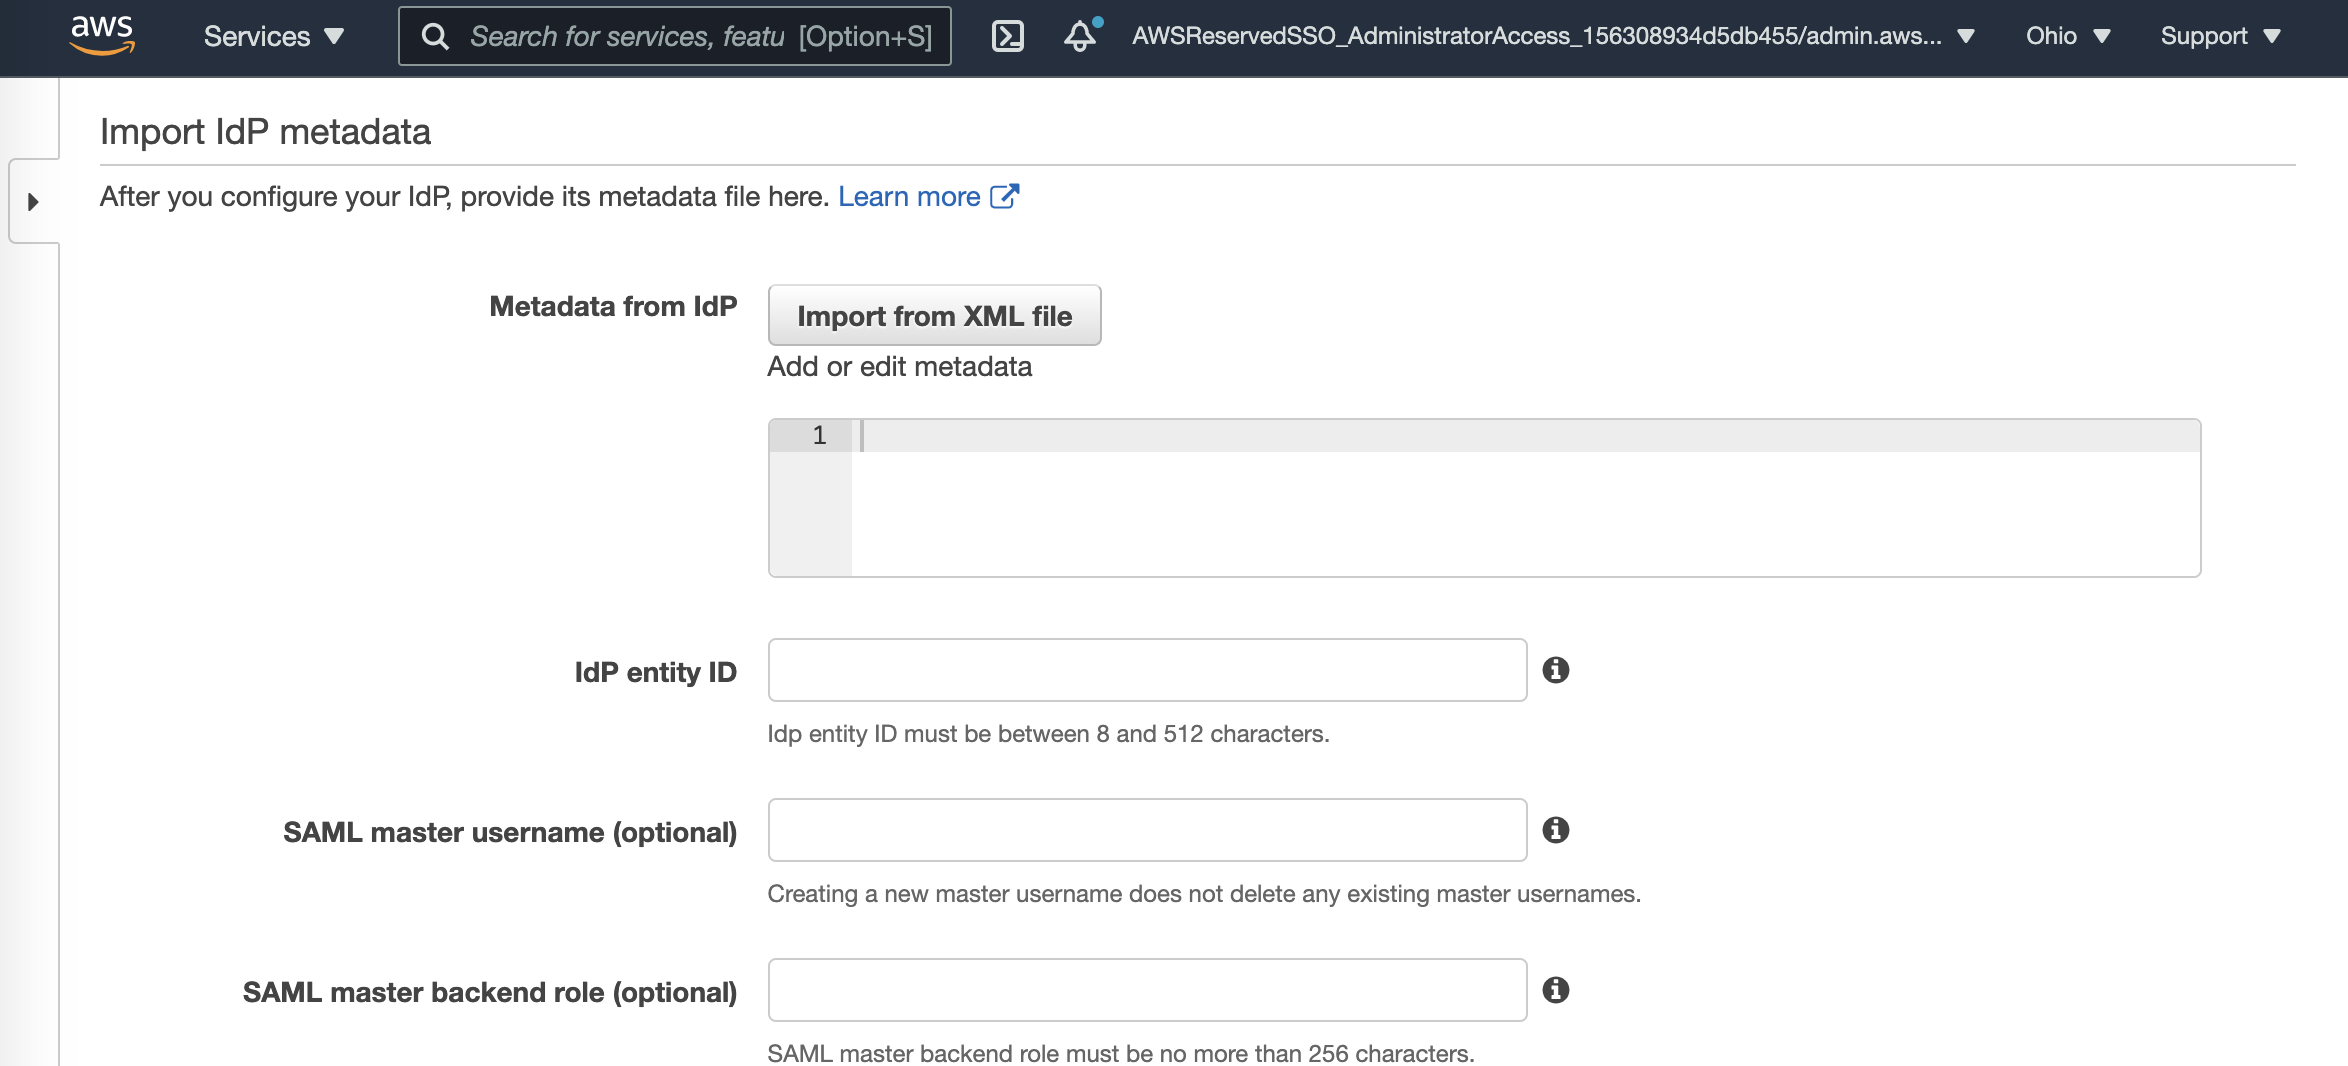 aws Services Search for services, featu [Option+S] AWSReservedSSO_AdministratorAccess_156308934d5db455/admin.aws... Ohio Support
Import IdP metadata
After you configure your IdP, provide its metadata file here. Learn more
Metadata from IdP Import from XML file
Add or edit metadata
1
IdP entity ID
Idp entity ID must be between 8 and 512 characters.
SAML master username (optional)
Creating a new master username does not delete any existing master usernames.
SAML master backend role (optional)
SAML master backend role must be no more than 256 characters.